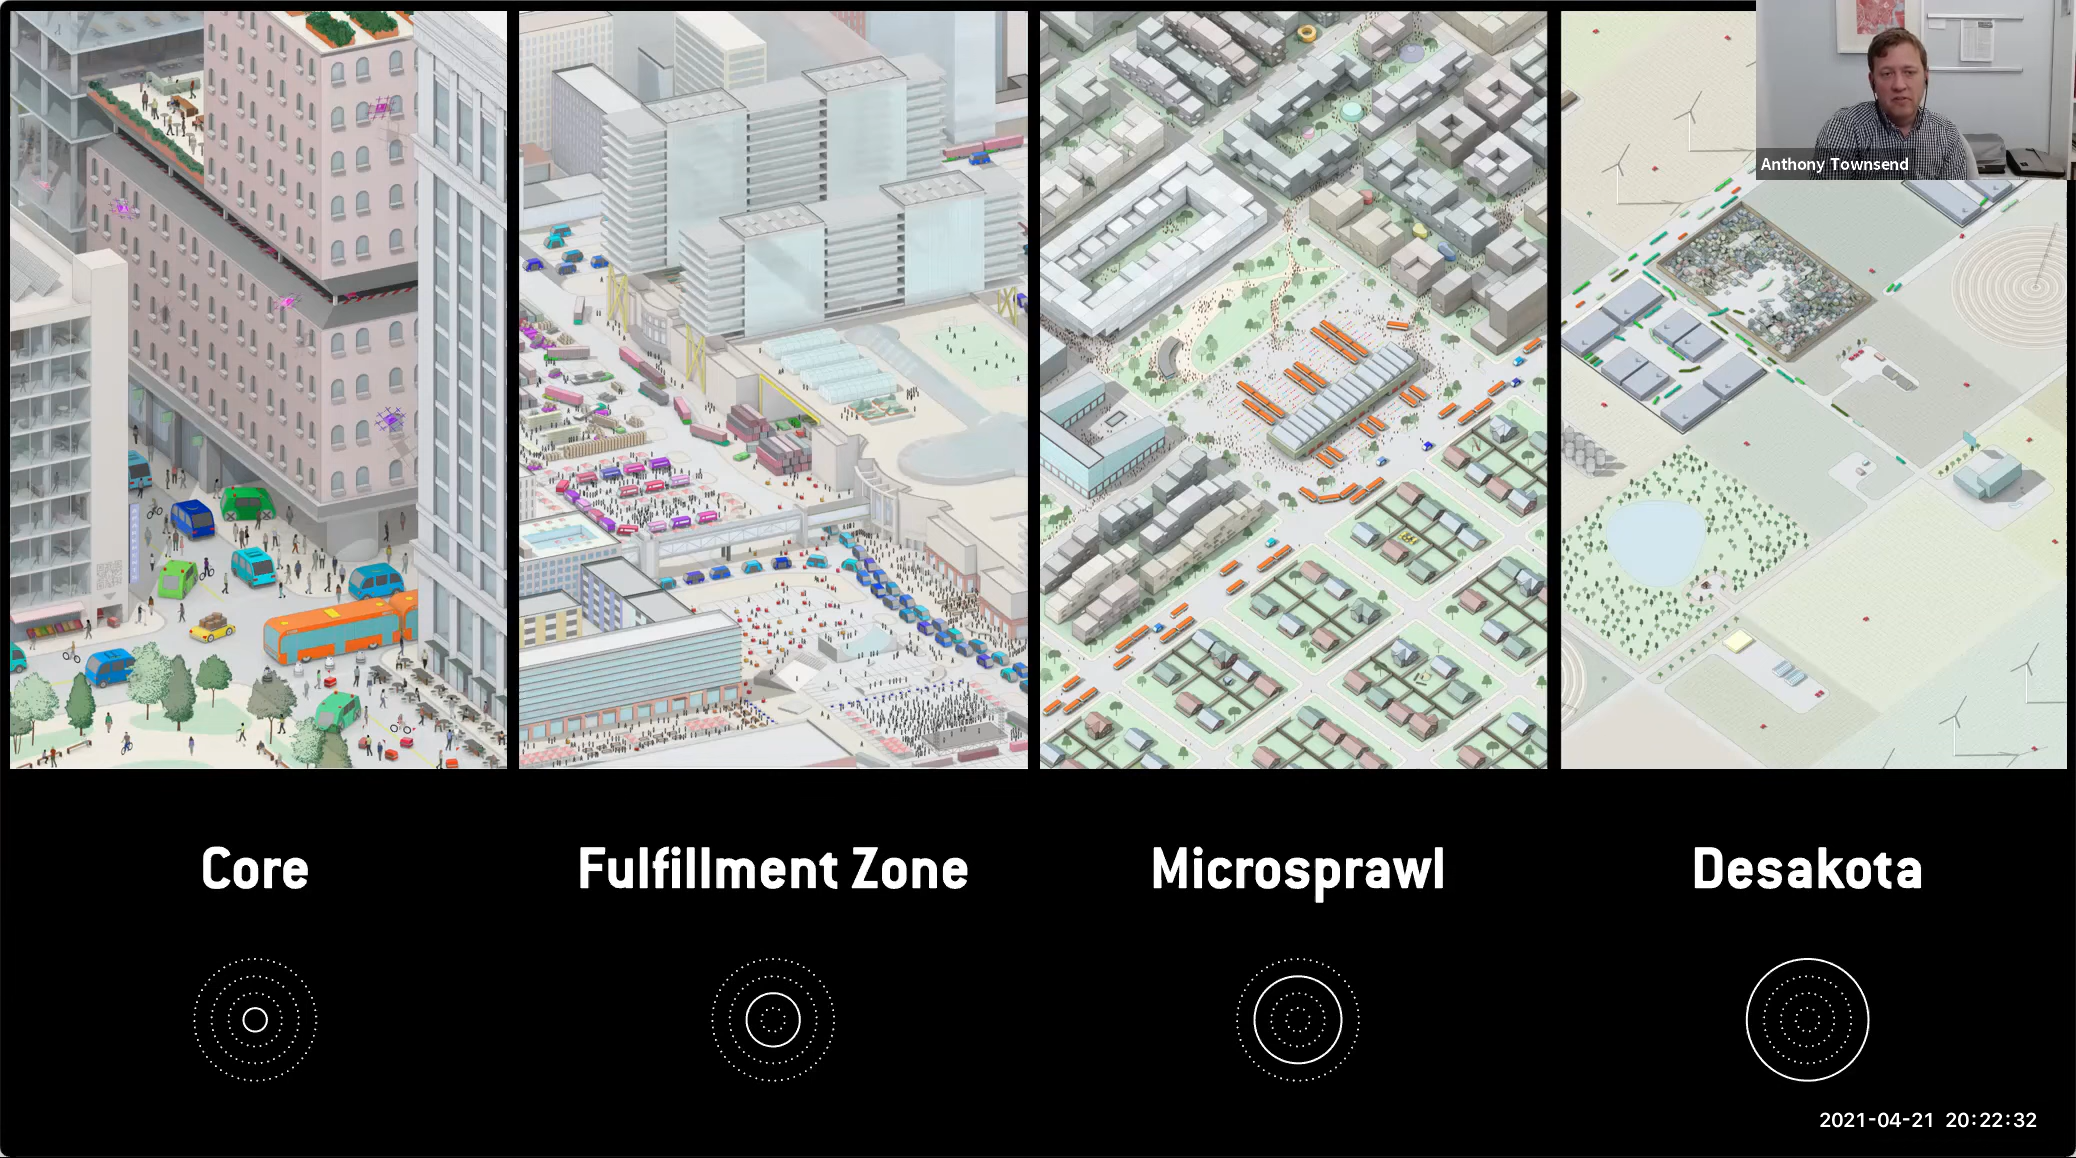 Anthony Townsend
Core
Fulfillment Zone
Microsprawl
Desakota
2021-04-21 20:22:32